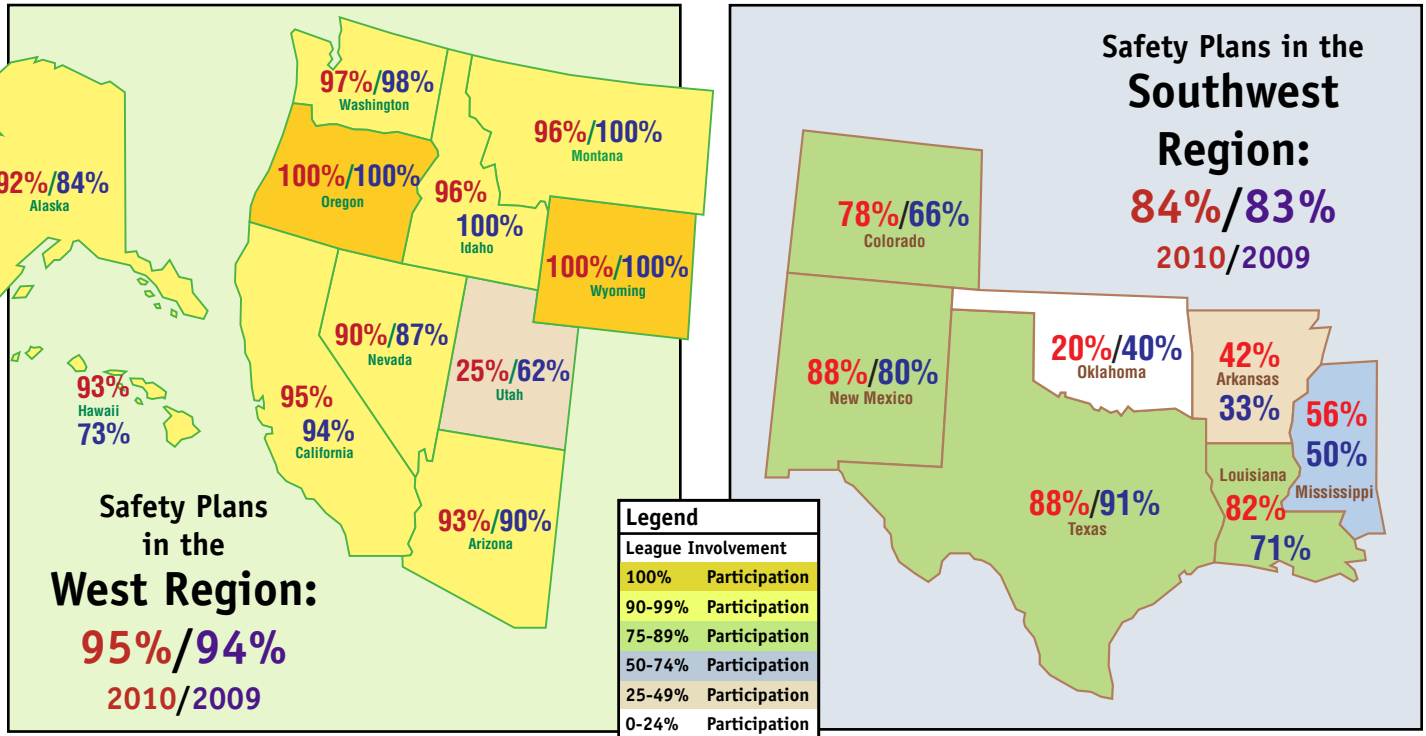 97%/98%
Washington
96%/100%
Montana
92%/84%
Alaska
100%/100%
Oregon
96%
100%
Idaho
100%/100%
Wyoming
90%/87%
Nevada
25%/62%
Utah
93%
Hawaii
73%
95%
94%
California
93%/90%
Arizona
Safety Plans
in the
West Region:
95%/94%
2010/2009
Legend
League Involvement
100% Participation
90-99% Participation
75-89% Participation
50-74% Participation
25-49% Participation
0-24% Participation
Safety Plans in the
Southwest
Region:
84%/83%
2010/2009
78%/66%
Colorado
88%/80%
New Mexico
20%/40%
Oklahoma
42%
Arkansas
33%
56%
50%
Mississippi
Louisiana
82%
71%
88%/91%
Texas